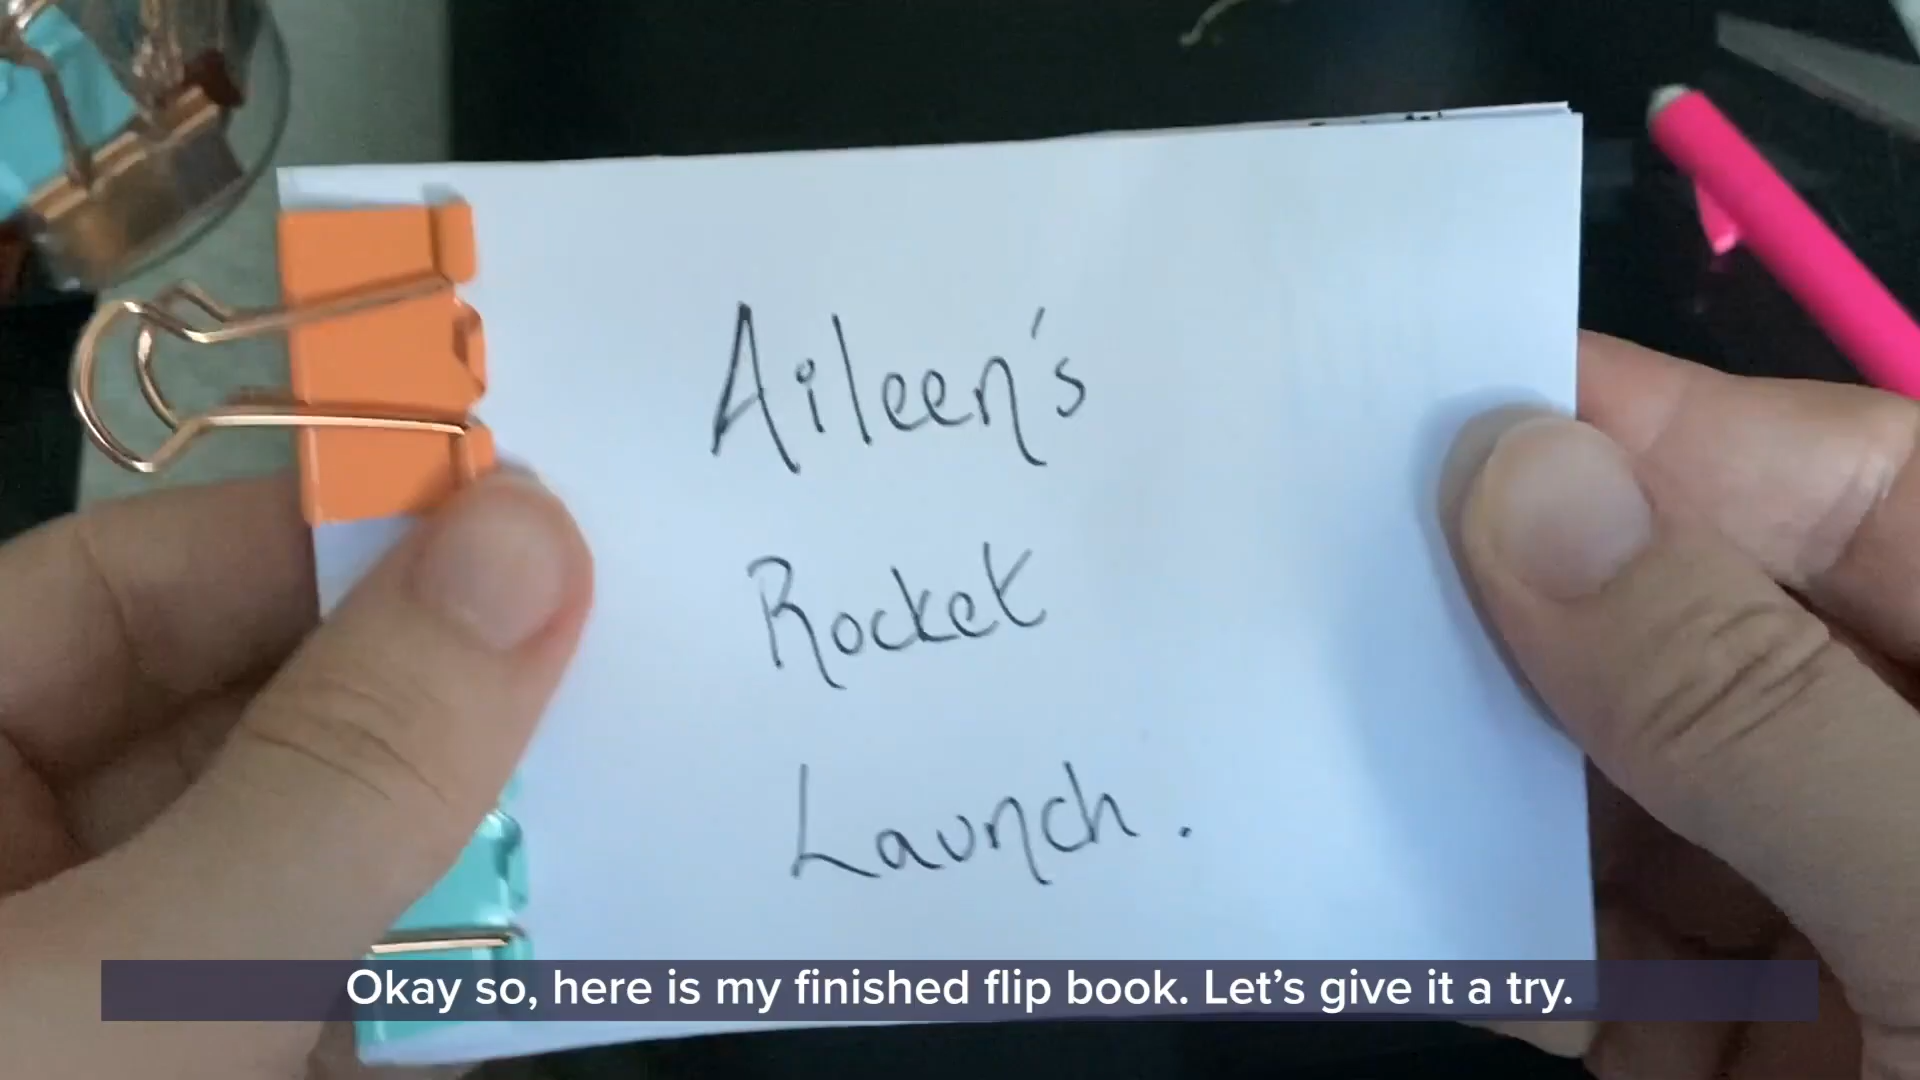 Aileen's
Rocket
Launch.
Okay so, here is my finished flip book. Let’s give it a try.